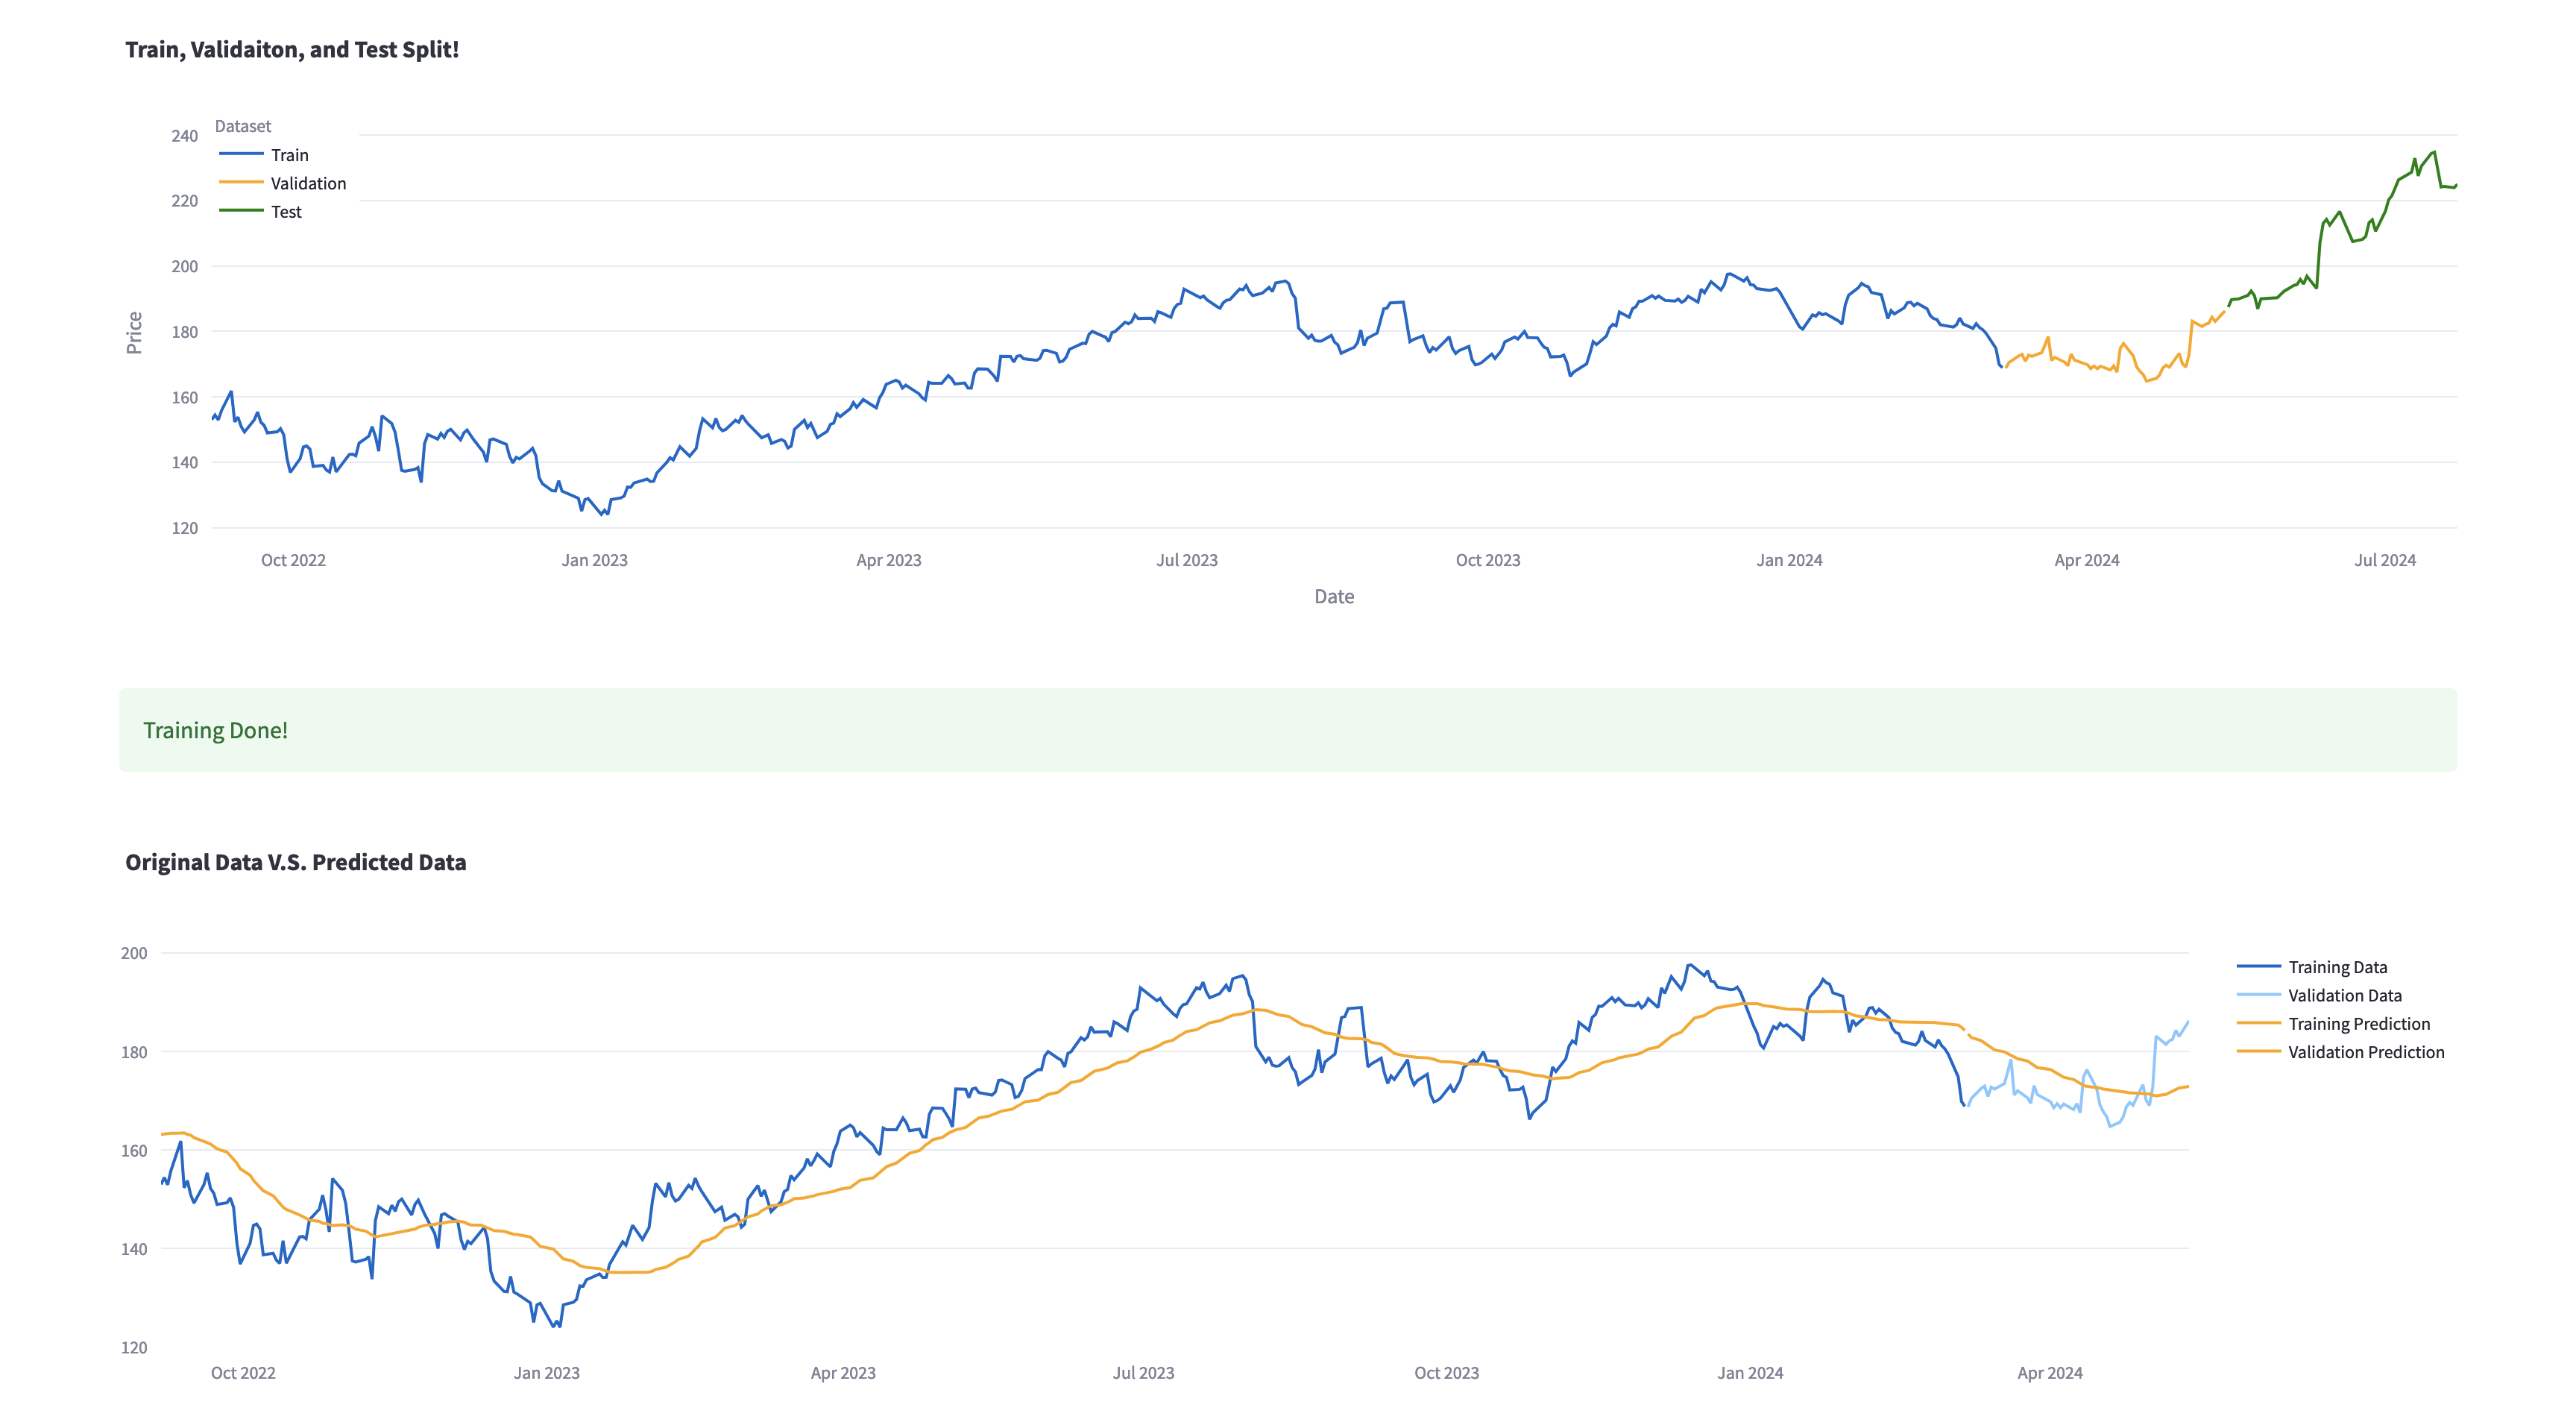 Train, Validaiton, and Test Split!
Dataset
Train
Validation
Test
240
220
200
180
160
140
120
Price
Oct 2022 Jan 2023 Apr 2023 Jul 2023 Oct 2023 Jan 2024 Apr 2024 Jul 2024
Date
Training Done!
Original Data V.S. Predicted Data
200
180
160
140
120
Training Data
Validation Data
Training Prediction
Validation Prediction
Oct 2022 Jan 2023 Apr 2023 Jul 2023 Oct 2023 Jan 2024 Apr 2024